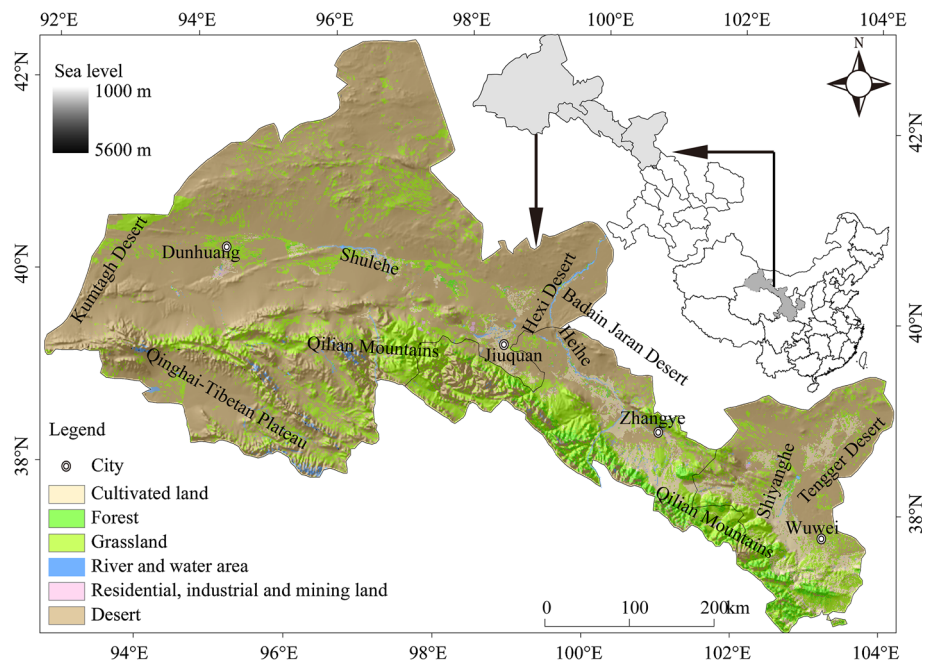 92°E 94°E 96°E 98°E 100°E 102°E 104°E
42°N
40°N
38°N
42°N
40°N
38°N
Sea level
1000 m
5600 m
N
Kumtagh Desert
Dunhuang
Shulehe
Hexi Desert
Badain Jaran Desert
Heihe
Qilian Mountains
Jiuquan
Qinghai-Tibetan Plateau
Zhangye
Shiyanghe
Tengger Desert
Qilian Mountains
Wuwei
Legend
City
Cultivated land
Forest
Grassland
River and water area
Residential, industrial and mining land
Desert
0 100 200km
94°E 96°E 98°E 100°E 102°E 104°E